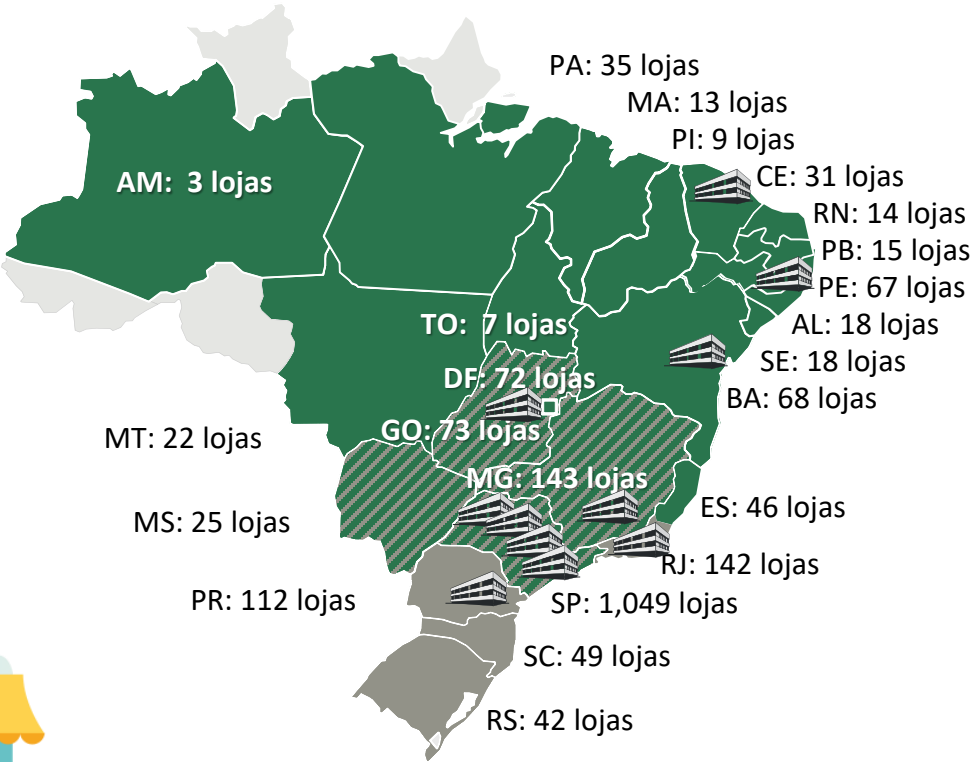 PA: 35 lojas
MA: 13 lojas
PI: 9 lojas
CE: 31 lojas
AM:  3 lojas
RN: 14 lojas
PB: 15 lojas
PE: 67 lojas
TO:  7 lojas
AL: 18 lojas
SE: 18 lojas
DF: 72 lojas
BA: 68 lojas
GO: 73 lojas
MT: 22 lojas
MG: 143 lojas
ES: 46 lojas
MS: 25 lojas
RJ: 142 lojas
PR: 112 lojas
SP: 1,049 lojas
SC: 49 lojas
RS: 42 lojas